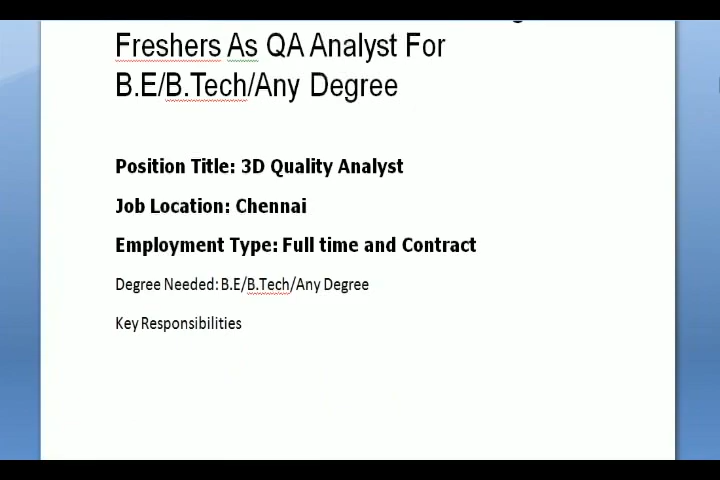 Freshers As QA Analyst For
B.E/B.Tech/Any Degree
Position Title: 3D Quality Analyst
Job Location: Chennai
Employment Type: Full time and Contract
Degree Needed: B.E/B.Tech/Any Degree
Key Responsibilities